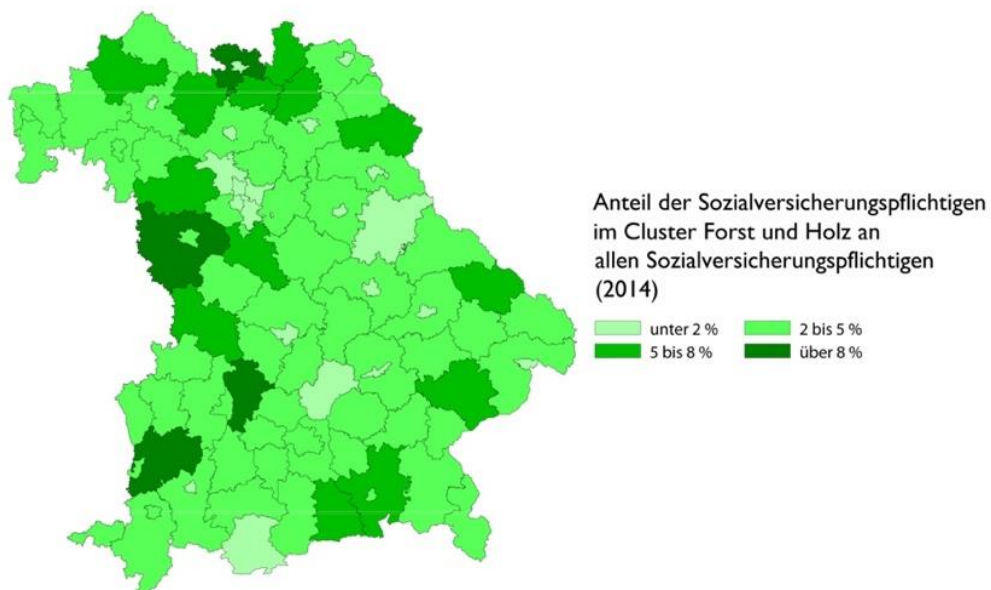 Anteil der Sozialversicherungspflichtigen
im Cluster Forst und Holz an
allen Sozialversicherungspflichtigen
(2014)
unter 2 % 2 bis 5 %
5 bis 8 % über 8 %